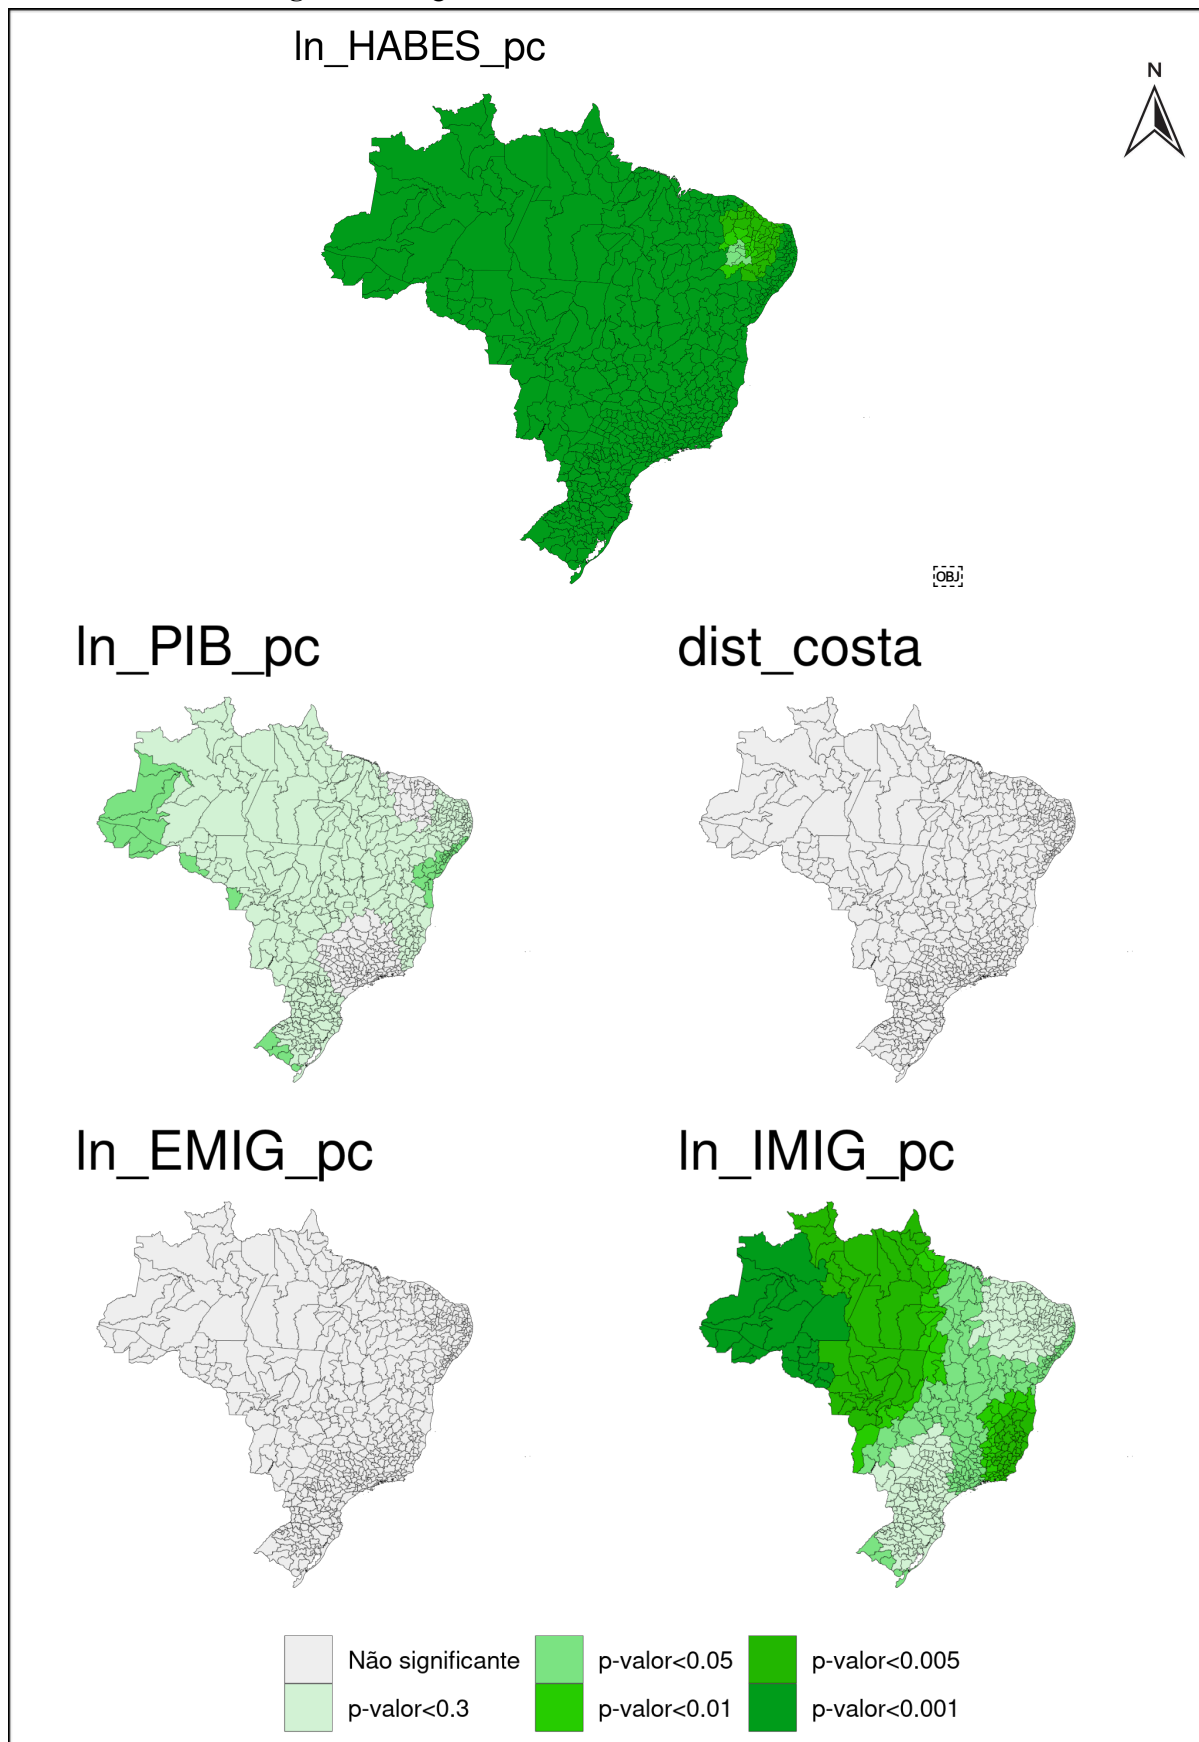 ln_HABES_pc
N
OBJ
ln_PIB_pc
dist_costa
ln_EMIG_pc
ln_IMIG_pc
Não significante
p-valor<0.05
p-valor<0.005
p-valor<0.3
p-valor<0.01
p-valor<0.001